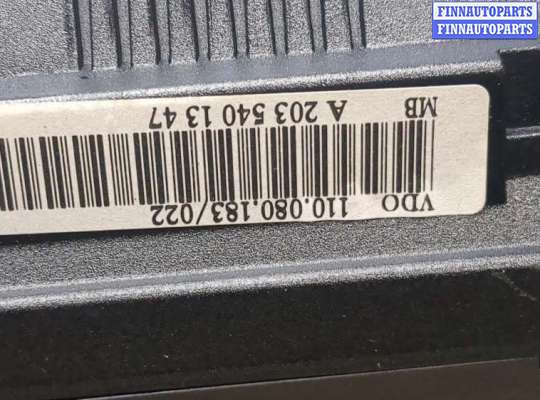 FINNAUTOPARTS
FINNAUTOPARTS
VDO 110.080.183/022
MB A 203 540 13 47